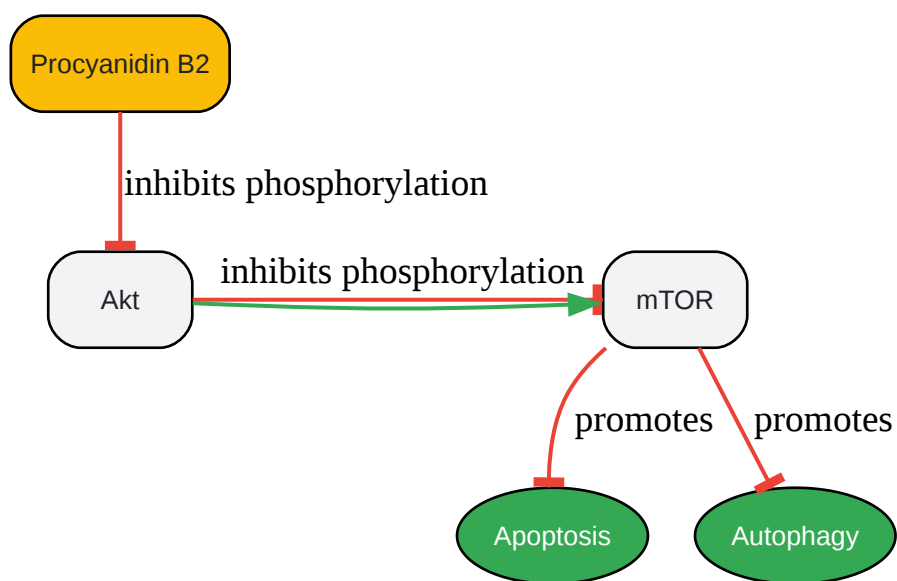 Procyanidin B2
inhibits phosphorylation
inhibits phosphorylation
Akt
mTOR
promotes
promotes
Apoptosis
Autophagy